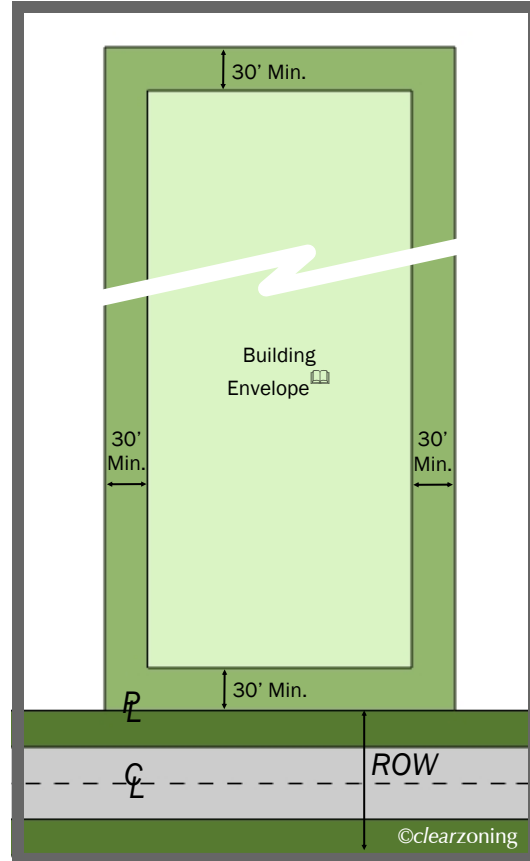 30’ Min.
Building
Envelope
30’
Min.
30’
Min.
30’ Min.
PL
CL
ROW
©clearzoning